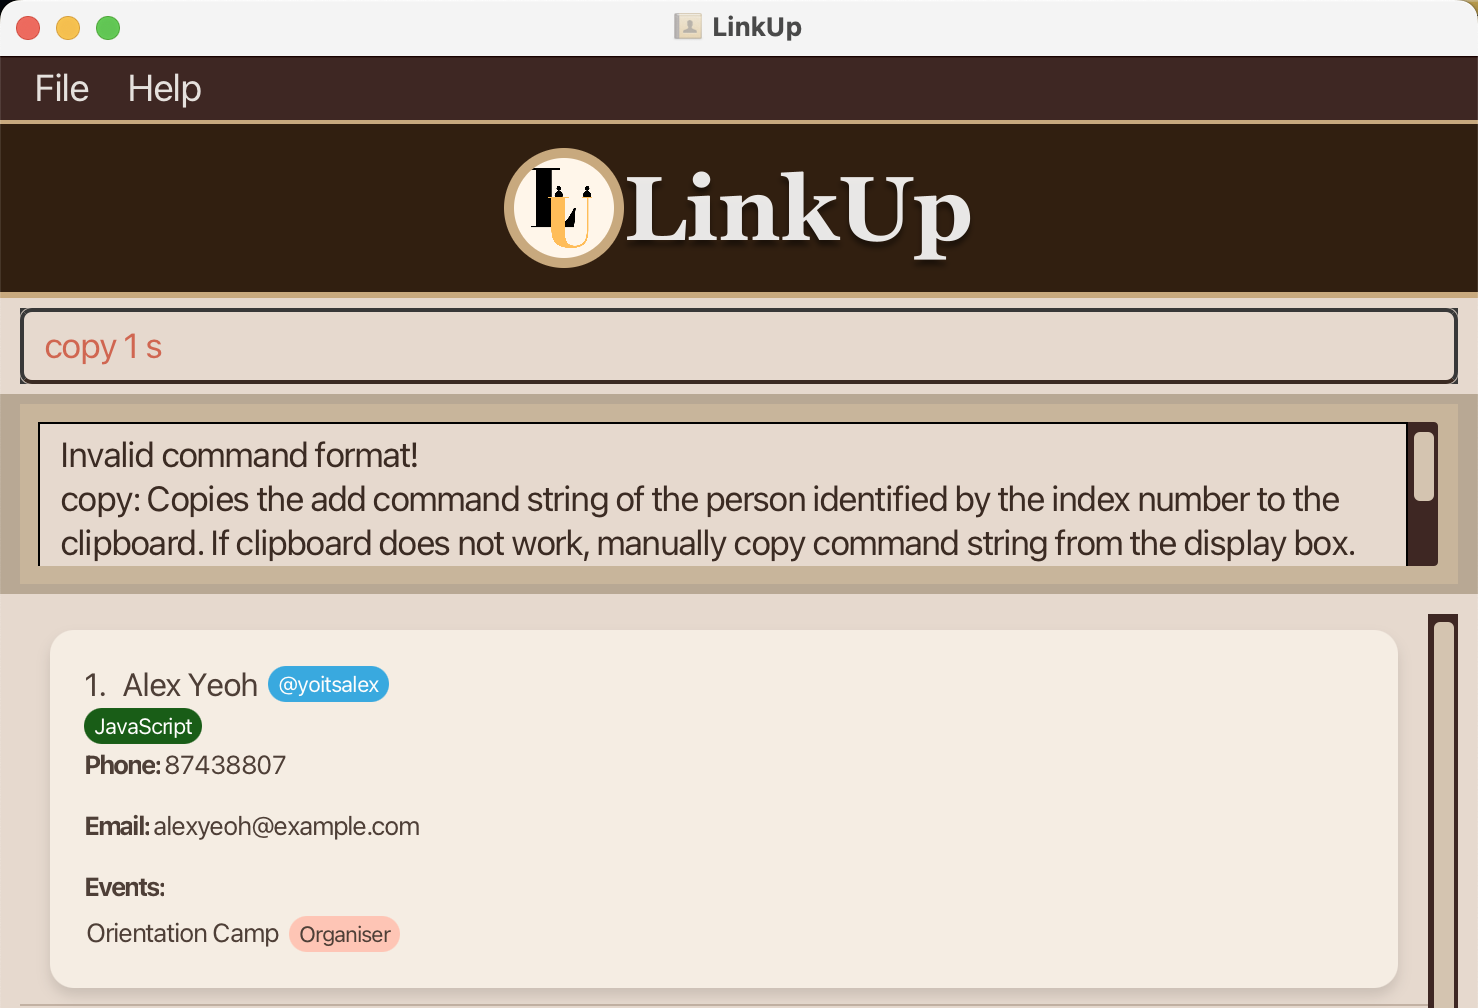 LinkUp
File Help
LU LinkUp
copy 1 s
Invalid command format!
copy: Copies the add command string of the person identified by the index number to the
clipboard. If clipboard does not work, manually copy command string from the display box.
1. Alex Yeoh @yoitsalex
JavaScript
Phone: 87438807
Email: alexyeoh@example.com
Events:
Orientation Camp Organiser